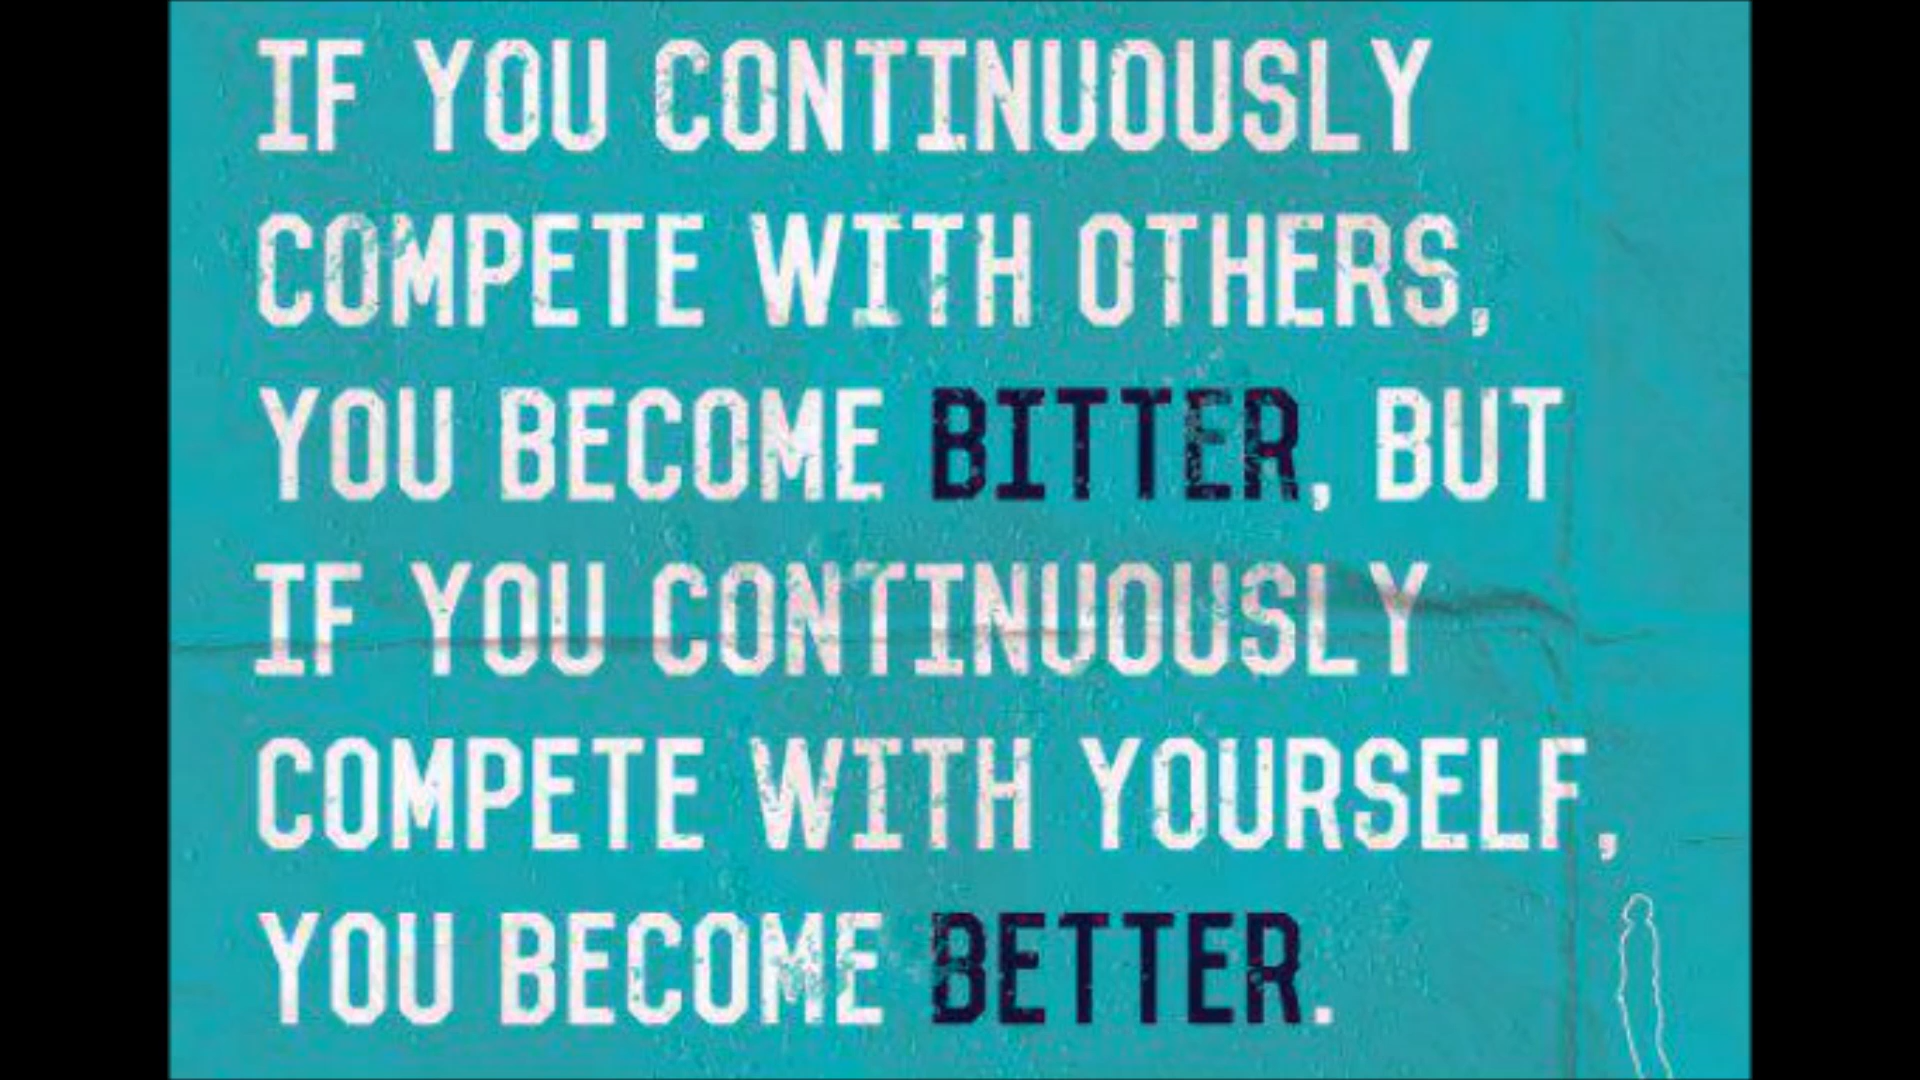 IF YOU CONTINUOUSLY
COMPETE WITH OTHERS,
YOU BECOME BITTER, BUT
IF YOU CONTINUOUSLY
COMPETE WITH YOURSELF,
YOU BECOME BETTER.